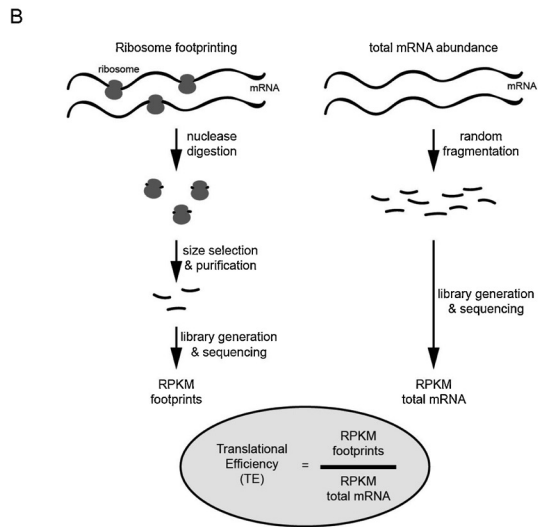 B
Ribosome footprinting
ribosome
mRNA
nuclease
digestion
size selection
& purification
library generation
& sequencing
RPKM
footprints
total mRNA abundance
mRNA
random
fragmentation
library generation
& sequencing
RPKM
total mRNA
Translational
Efficiency
(TE)
=
RPKM
footprints
RPKM
total mRNA